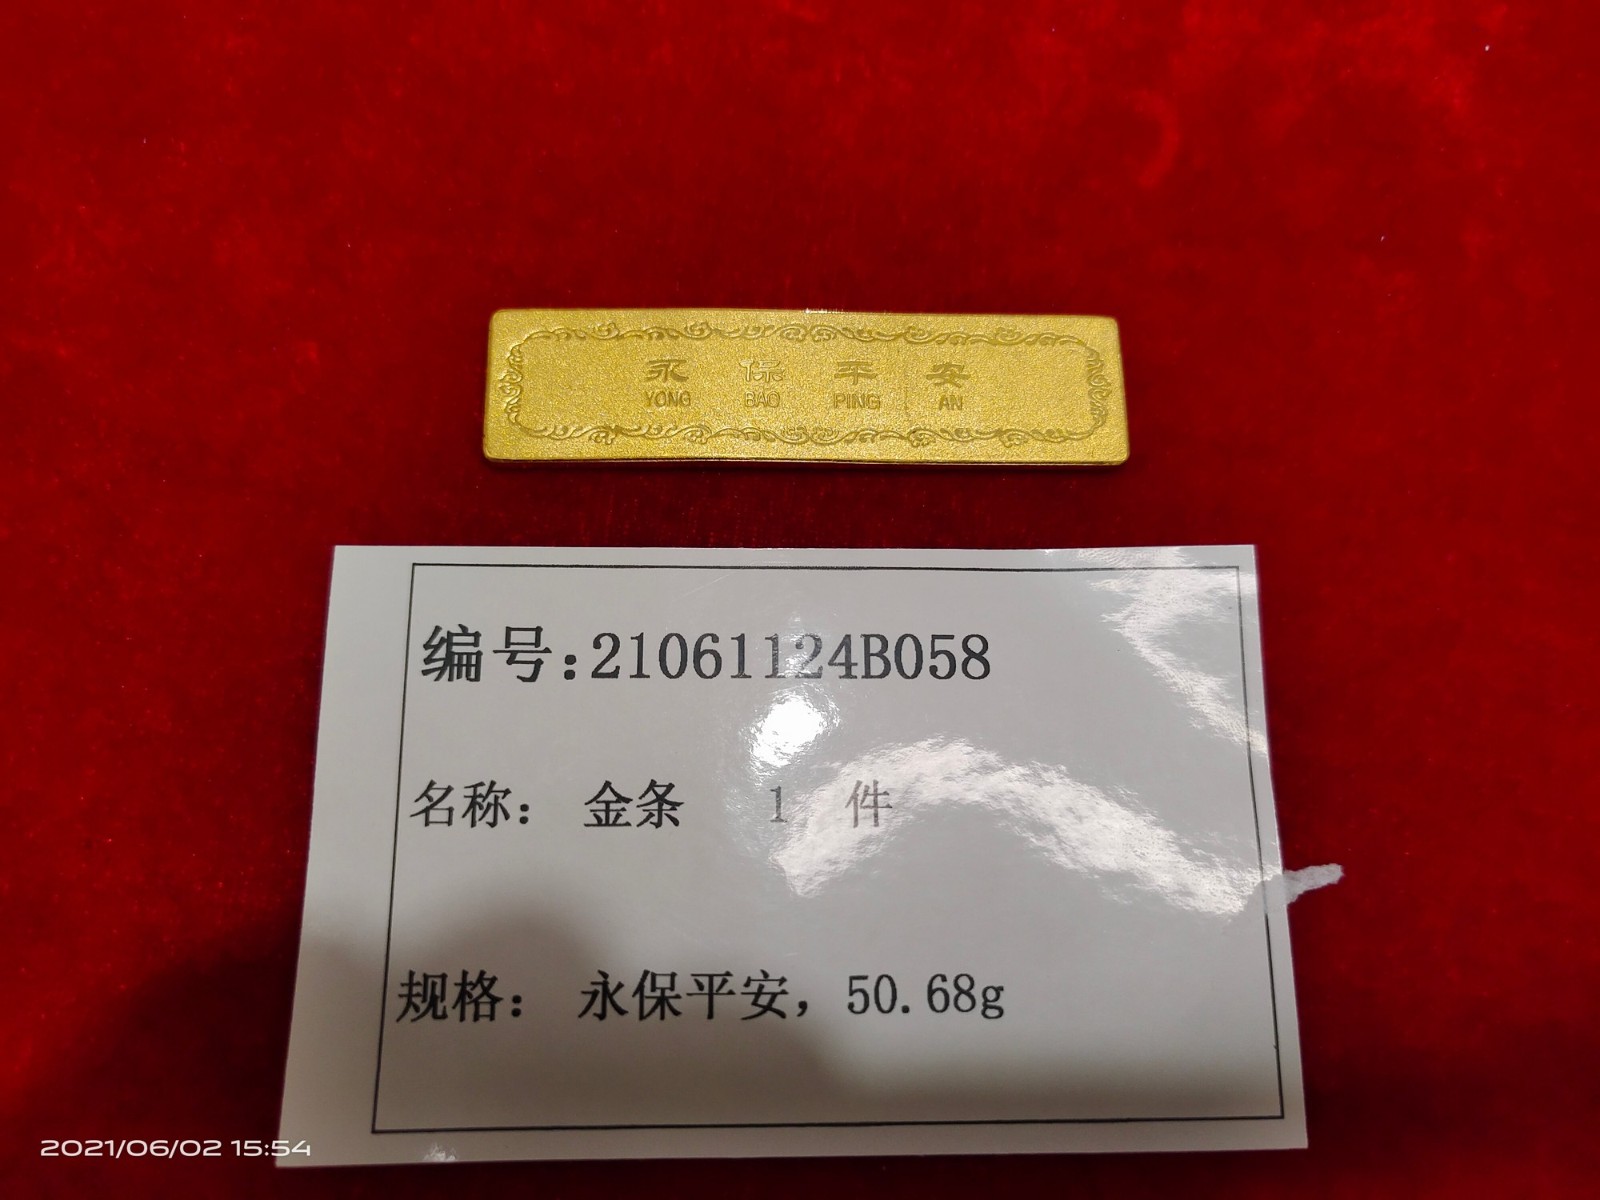 永 保 平 安
YONG BAO PING AN
编号:21061124B058
名称: 金条 1 件
规格: 永保平安, 50.68g
2021/06/02 15:54